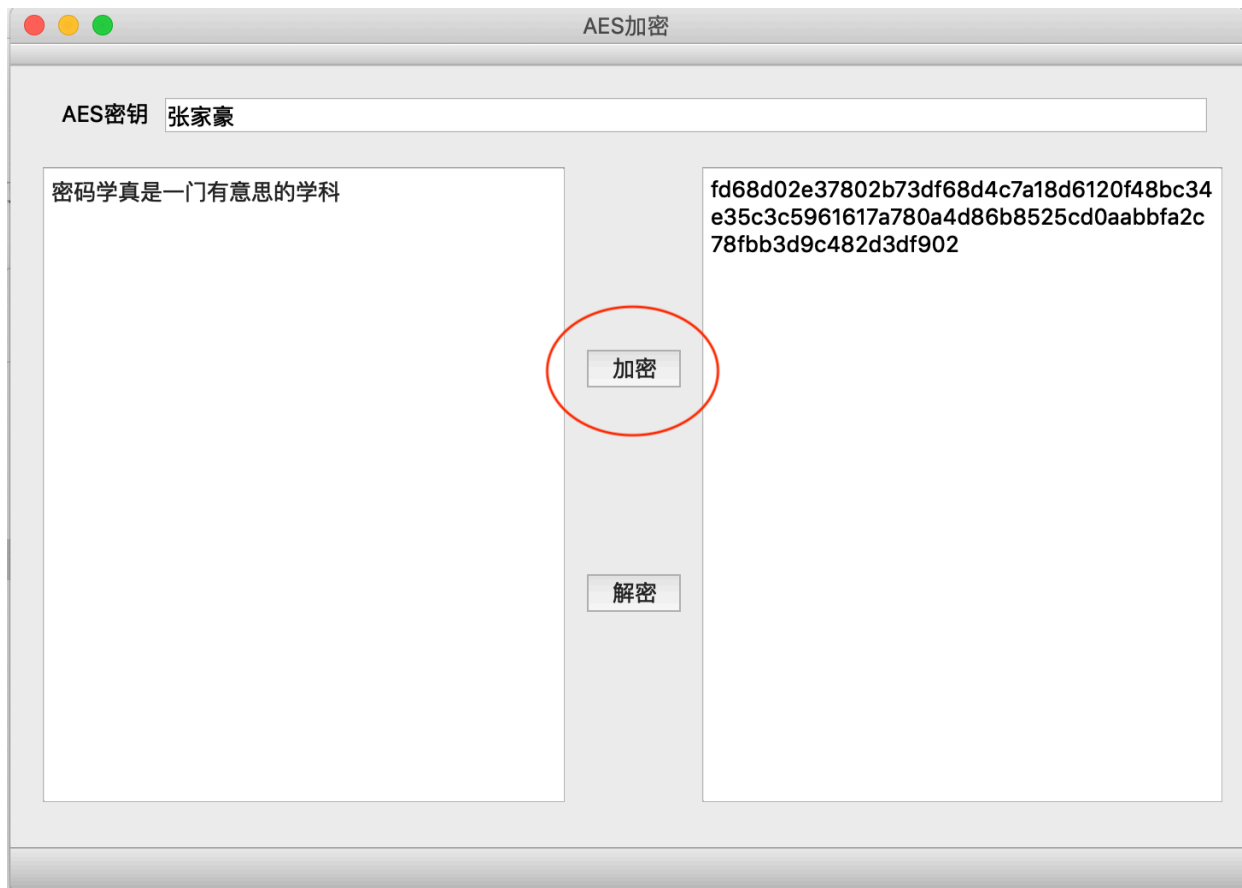 AES加密
AES密钥 张家豪
密码学真是一门有意思的学科
fd68d02e37802b73df68d4c7a18d6120f48bc34
e35c3c5961617a780a4d86b8525cd0aabbfa2c
78fbb3d9c482d3df902
加密
解密